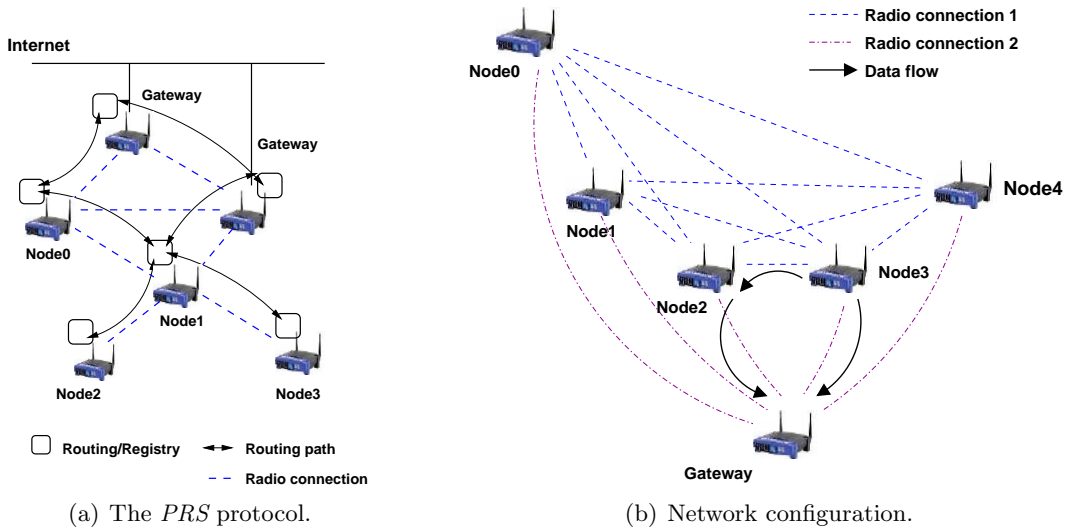 Internet
Gateway
Gateway
Node0
Node1
Node2
Node3
Routing/Registry
Routing path
Radio connection
(a) The PRS protocol.
Radio connection 1
Radio connection 2
Data flow
Node0
Node4
Node1
Node3
Node2
Gateway
(b) Network configuration.